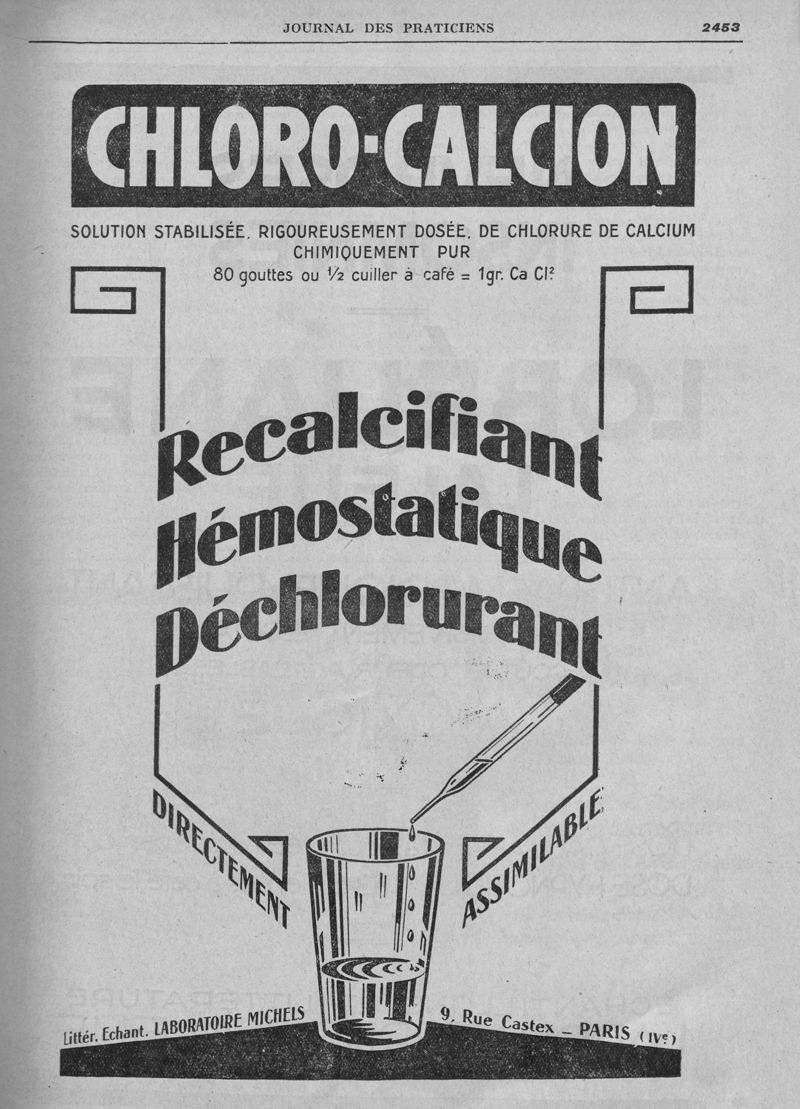 JOURNAL DES PRATICIENS 2453
CHLORO-CALCION
SOLUTION STABILISÉE, RIGOUREUSEMENT DOSÉE, DE CHLORURE DE CALCIUM
CHIMIQUEMENT PUR
80 gouttes ou ½ cuiller à café = 1gr. Ca Cl²
Recalcifiant
Hémostatique
Déchlorurant
DIRECTEMENT
ASSIMILABLE
Littér. Echant. LABORATOIRE MICHELS
9, Rue Castex _ PARIS (IVe)